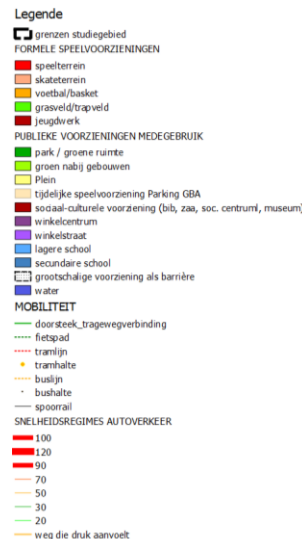 Legende
grenzen studiegebied
FORMELE SPEELVOORZIENINGEN
speelterrein
skateterrein
voetbal/basket
grasveld/trapveld
jeugdwerk
PUBLIEKE VOORZIENINGEN MEDEGEBRUIK
park / groene ruimte
groen nabij gebouwen
Plein
tijdelijke speelvoorziening Parking GBA
sociaal-culturele voorziening (bib, zaa, soc. centruml, museum)
winkelcentrum
winkelstraat
lagere school
secundaire school
grootschalige voorziening als barrière
water
MOBILITEIT
doorsteek_tragewegverbinding
fietspad
tramlijn
tramhalte
buslijn
bushalte
spoorrail
SNELHEIDSREGIMES AUTOVERKEER
100
120
90
70
50
30
20
weg die druk aanvoelt